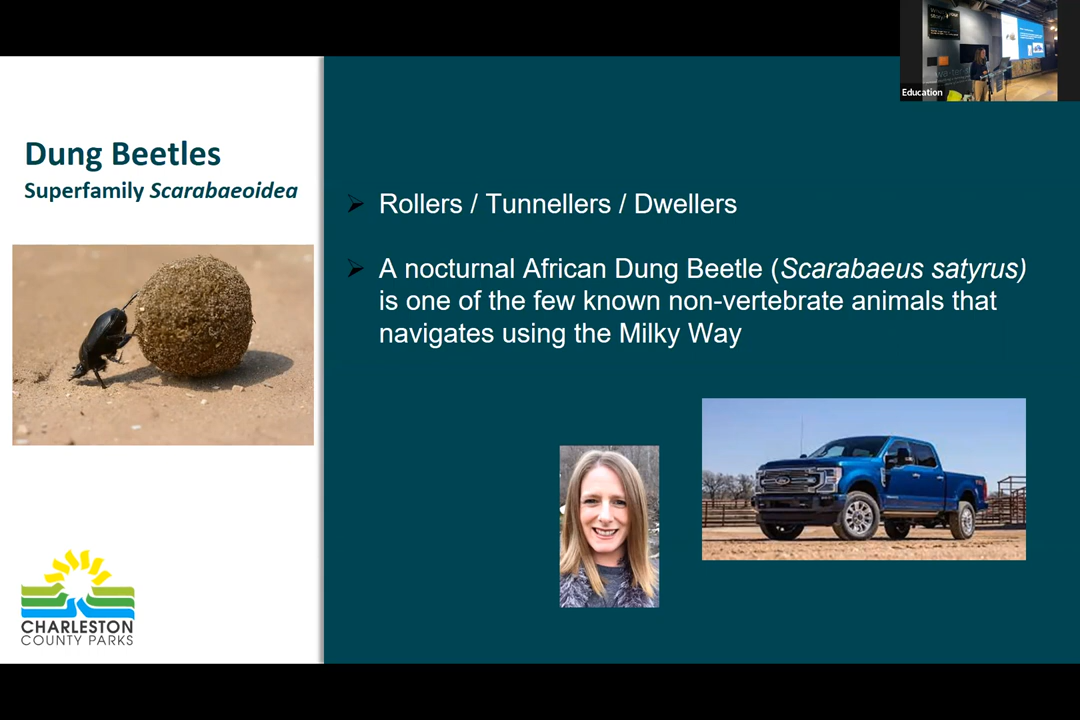 Education
Dung Beetles
Superfamily Scarabaeoidea
➢ Rollers / Tunnellers / Dwellers
➢ A nocturnal African Dung Beetle (Scarabaeus satyrus)
is one of the few known non-vertebrate animals that
navigates using the Milky Way
CHARLESTON
COUNTY PARKS